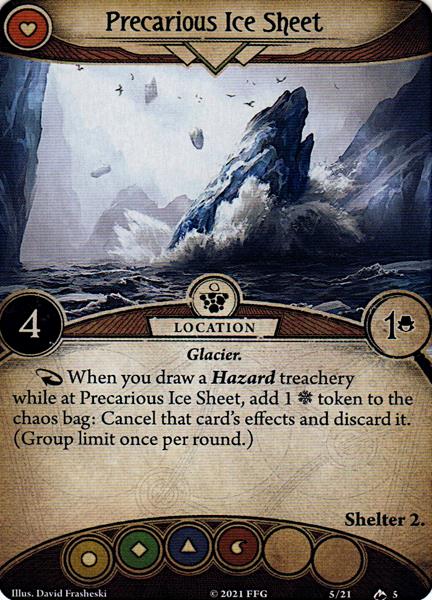 Precarious Ice Sheet
4
LOCATION
1
Glacier.
When you draw a Hazard treachery
while at Precarious Ice Sheet, add 1 token to the
chaos bag: Cancel that card's effects and discard it.
(Group limit once per round.)
Shelter 2.
Illus. David Frasheski
© 2021 FFG
5/21
5